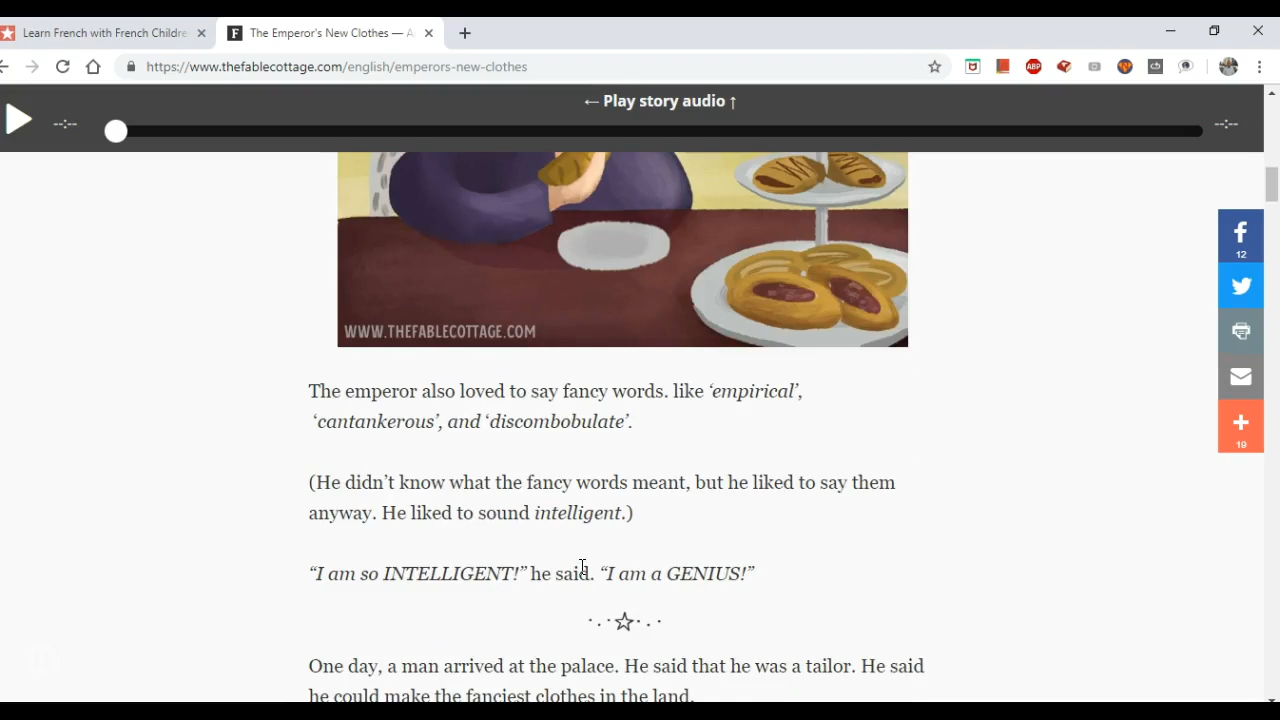 Learn French with French Childre
The Emperor's New Clothes — A
https://www.thefablecottage.com/english/emperors-new-clothes
ABP
← Play story audio ↑
--:--
--:--
WWW.THEFABLECOTTAGE.COM
12
19
The emperor also loved to say fancy words. like ‘empirical’,
‘cantankerous’, and ‘discombobulate’.
(He didn’t know what the fancy words meant, but he liked to say them
anyway. He liked to sound intelligent.)
“I am so INTELLIGENT!” he said. “I am a GENIUS!”
One day, a man arrived at the palace. He said that he was a tailor. He said
he could make the fanciest clothes in the land.